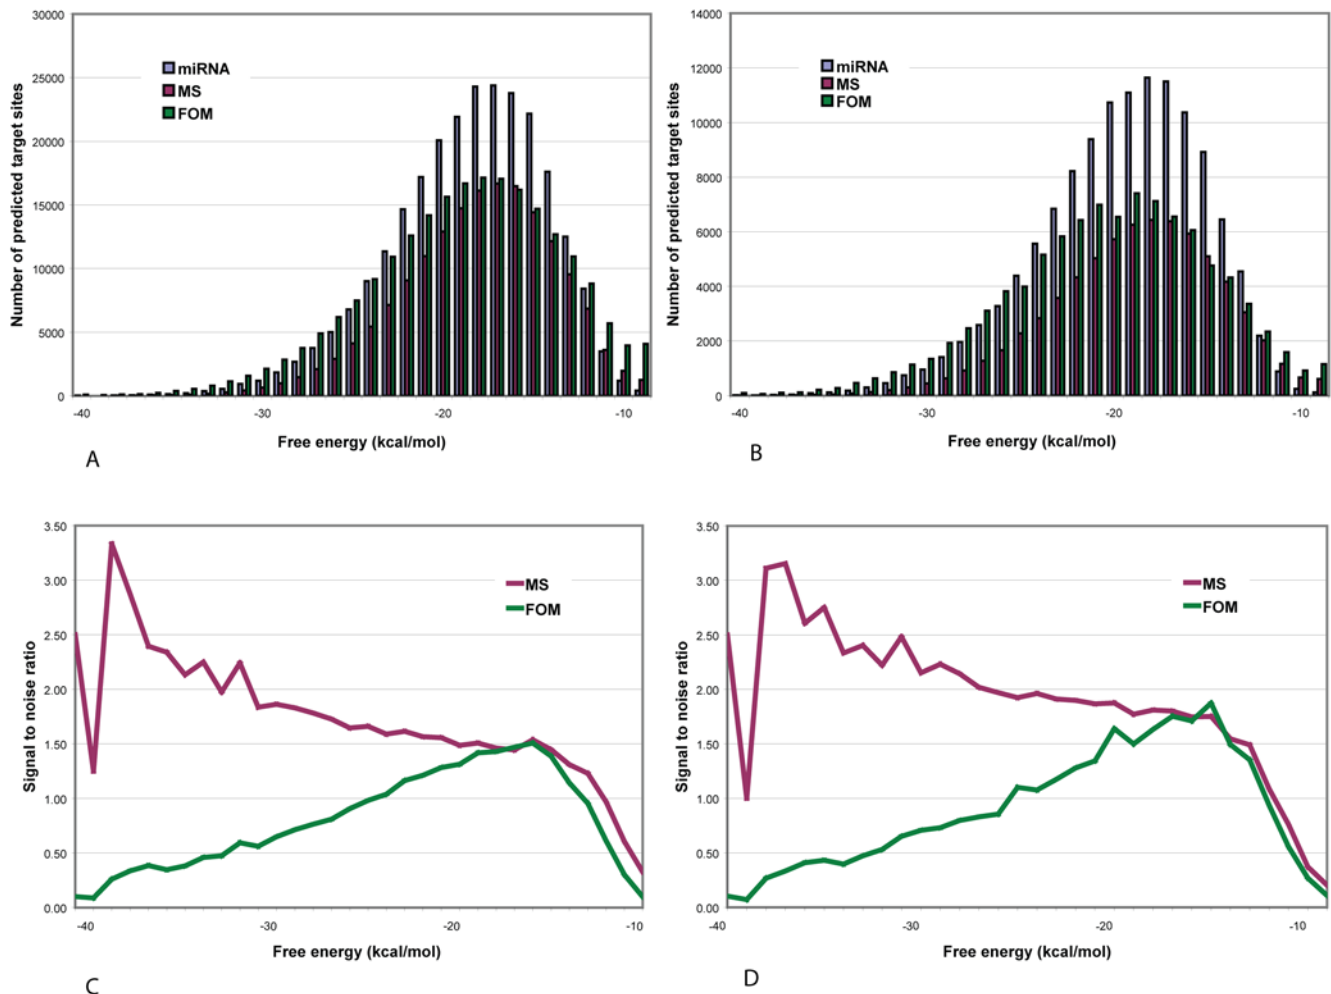 30000
25000
20000
15000
10000
5000
0
Number of predicted target sites
miRNA
MS
FOM
-40
-30
-20
-10
Free energy (kcal/mol)
A
14000
12000
10000
8000
6000
4000
2000
0
Number of predicted target sites
miRNA
MS
FOM
-40
-30
-20
-10
Free energy (kcal/mol)
B
3.50
3.00
2.50
2.00
1.50
1.00
0.50
0.00
Signal to noise ratio
MS
FOM
-40
-30
-20
-10
Free energy (kcal/mol)
C
3.50
3.00
2.50
2.00
1.50
1.00
0.50
0.00
Signal to noise ratio
MS
FOM
-40
-30
-20
-10
Free energy (kcal/mol)
D